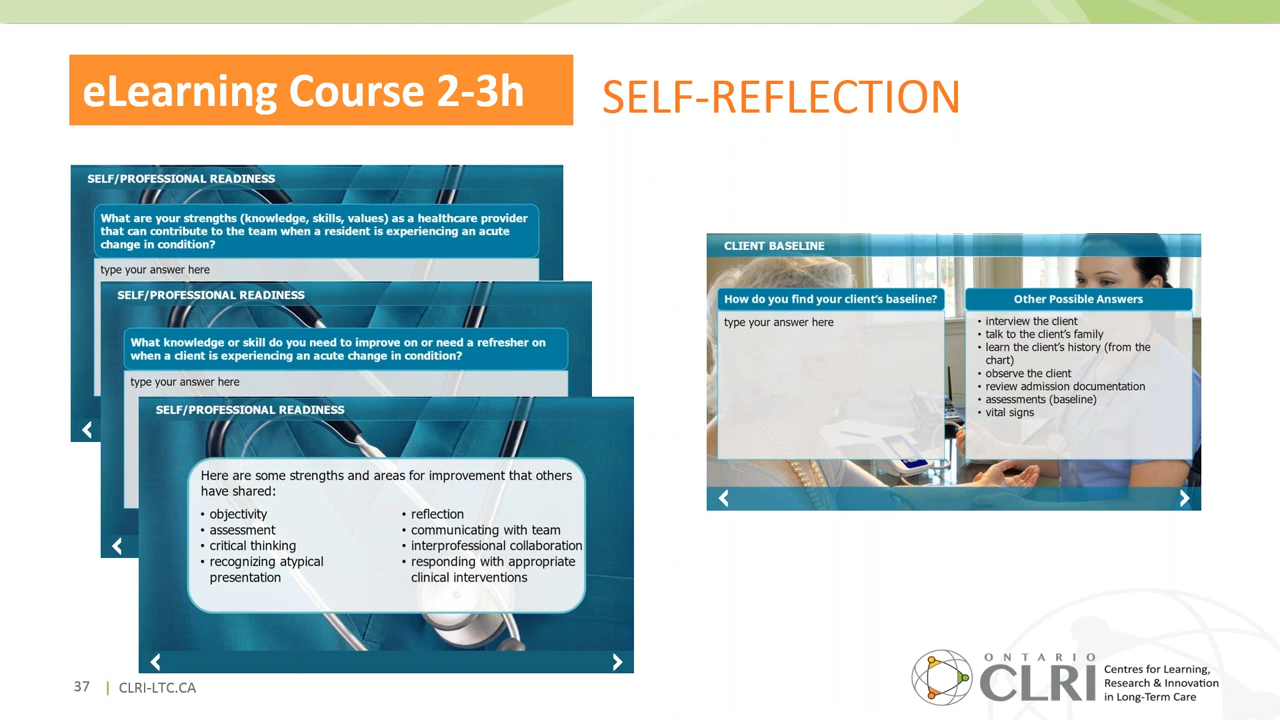 eLearning Course 2-3h
SELF-REFLECTION
SELF/PROFESSIONAL READINESS
What are your strengths (knowledge, skills, values) as a healthcare provider
that can contribute to the team when a resident is experiencing an acute
change in condition?
type your answer here
SELF/PROFESSIONAL READINESS
What knowledge or skill do you need to improve on or need a refresher on
when a client is experiencing an acute change in condition?
type your answer here
SELF/PROFESSIONAL READINESS
Here are some strengths and areas for improvement that others
have shared:
• objectivity
• assessment
• critical thinking
• recognizing atypical
presentation
• reflection
• communicating with team
• interprofessional collaboration
• responding with appropriate
clinical interventions
CLIENT BASELINE
How do you find your client's baseline?
type your answer here
Other Possible Answers
• interview the client
• talk to the client's family
• learn the client's history (from the
chart)
• observe the client
• review admission documentation
• assessments (baseline)
• vital signs
37 | CLRI-LTC.CA
ONTARIO
CLRI
Centres for Learning,
Research & Innovation
in Long-Term Care